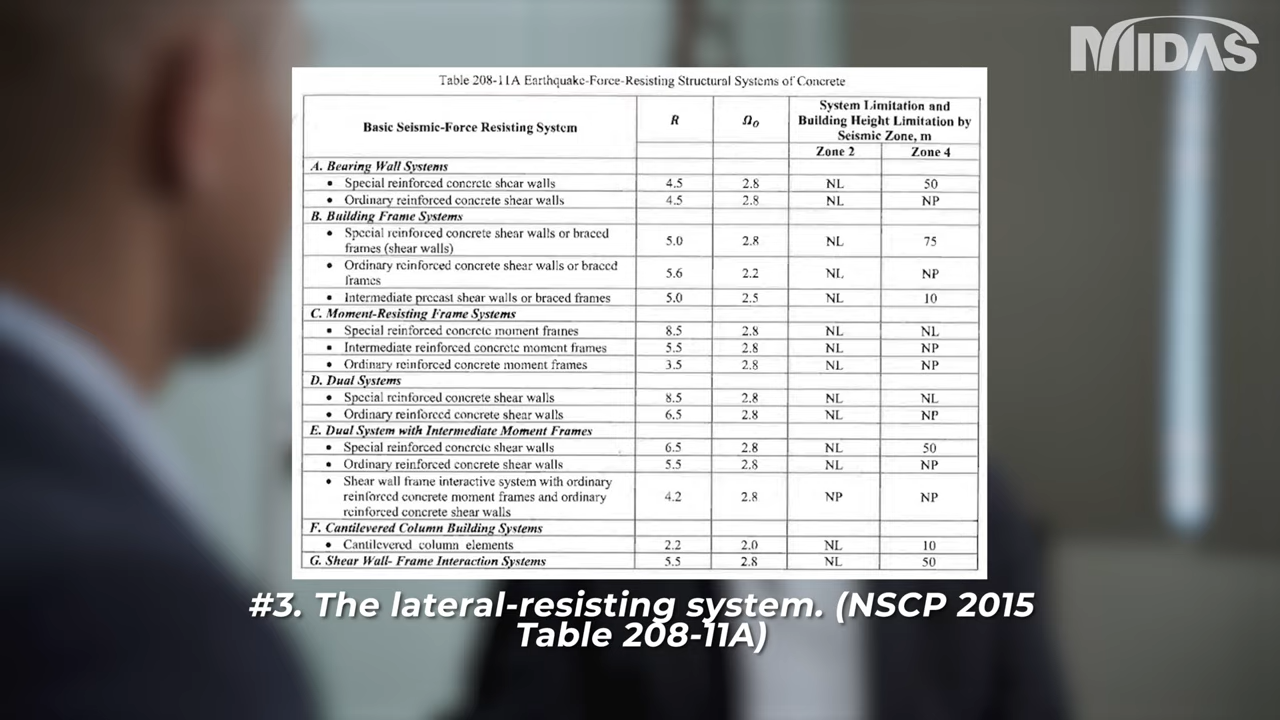 MIDAS
Table 208-11A Earthquake-Force-Resisting Structural Systems of Concrete
Basic Seismic-Force Resisting System
R
Ωo
System Limitation and
Building Height Limitation by
Seismic Zone, m
Zone 2
Zone 4
A. Bearing Wall Systems
• Special reinforced concrete shear walls 4.5 2.8 NL 50
• Ordinary reinforced concrete shear walls 4.5 2.8 NL NP
B. Building Frame Systems
• Special reinforced concrete shear walls or braced
frames (shear walls) 5.0 2.8 NL 75
• Ordinary reinforced concrete shear walls or braced
frames 5.6 2.2 NL NP
• Intermediate precast shear walls or braced frames 5.0 2.5 NL 10
C. Moment-Resisting Frame Systems
• Special reinforced concrete moment frames 8.5 2.8 NL NL
• Intermediate reinforced concrete moment frames 5.5 2.8 NL NP
• Ordinary reinforced concrete moment frames 3.5 2.8 NL NP
D. Dual Systems
• Special reinforced concrete shear walls 8.5 2.8 NL NL
• Ordinary reinforced concrete shear walls 6.5 2.8 NL NP
E. Dual System with Intermediate Moment Frames
• Special reinforced concrete shear walls 6.5 2.8 NL 50
• Ordinary reinforced concrete shear walls 5.5 2.8 NL NP
• Shear wall frame interactive system with ordinary
reinforced concrete moment frames and ordinary
reinforced concrete shear walls 4.2 2.8 NP NP
F. Cantilevered Column Building Systems
• Cantilevered column elements 2.2 2.0 NL 10
G. Shear Wall- Frame Interaction Systems 5.5 2.8 NL 50
#3. The lateral-resisting system. (NSCP 2015
Table 208-11A)